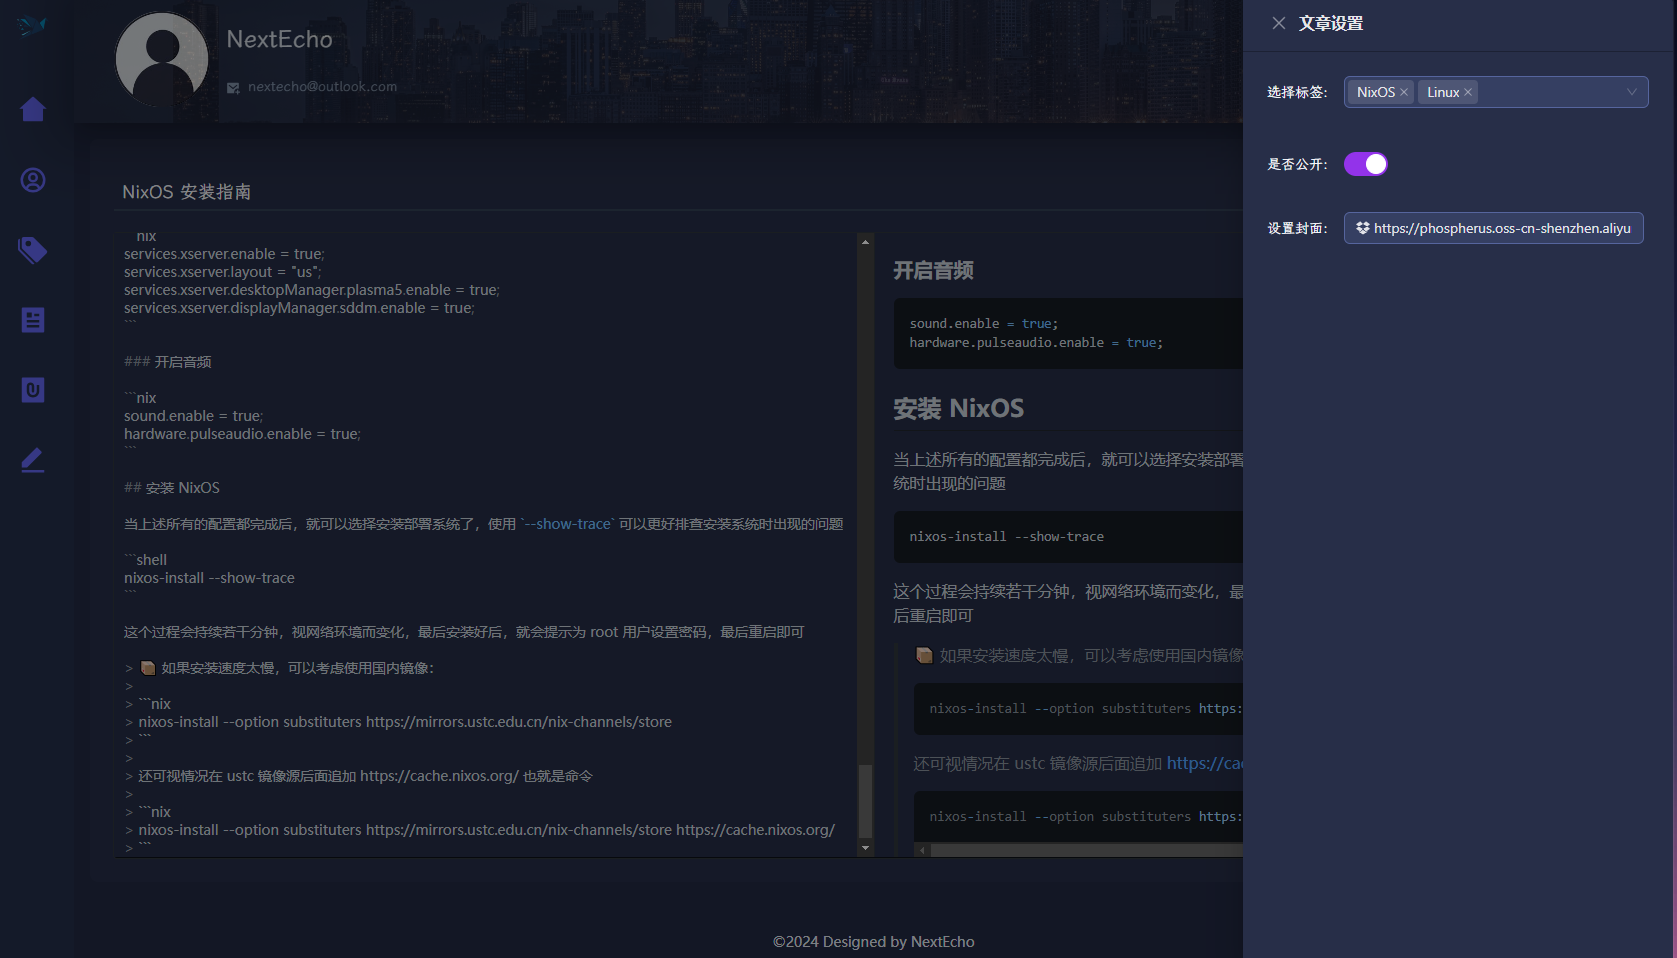 NextEcho
nextecho@outlook.com
NixOS 安装指南
```nix
services.xserver.enable = true;
services.xserver.layout = "us";
services.xserver.desktopManager.plasma5.enable = true;
services.xserver.displayManager.sddm.enable = true;
```
### 开启音频
```nix
sound.enable = true;
hardware.pulseaudio.enable = true;
```
## 安装 NixOS
当上述所有的配置都完成后，就可以选择安装部署系统了，使用 `--show-trace` 可以更好排查安装系统时出现的问题
```shell
nixos-install --show-trace
```
这个过程会持续若干分钟，视网络环境而变化，最后安装好后，就会提示为 root 用户设置密码，最后重启即可
> 📦 如果安装速度太慢，可以考虑使用国内镜像：
>
> ```nix
> nixos-install --option substituters https://mirrors.ustc.edu.cn/nix-channels/store
> ```
>
> 还可视情况在 ustc 镜像源后面追加 https://cache.nixos.org/ 也就是命令
>
> ```nix
> nixos-install --option substituters https://mirrors.ustc.edu.cn/nix-channels/store https://cache.nixos.org/
> ```
开启音频
sound.enable = true;
hardware.pulseaudio.enable = true;
安装 NixOS
当上述所有的配置都完成后，就可以选择安装部署
统时出现的问题
nixos-install --show-trace
这个过程会持续若干分钟，视网络环境而变化，最
后重启即可
📦 如果安装速度太慢，可以考虑使用国内镜像
nixos-install --option substituters https:
还可视情况在 ustc 镜像源后面追加 https://ca
nixos-install --option substituters https:
©2024 Designed by NextEcho
文章设置
选择标签:
NixOS
Linux
是否公开:
设置封面:
https://phospherus.oss-cn-shenzhen.aliyu